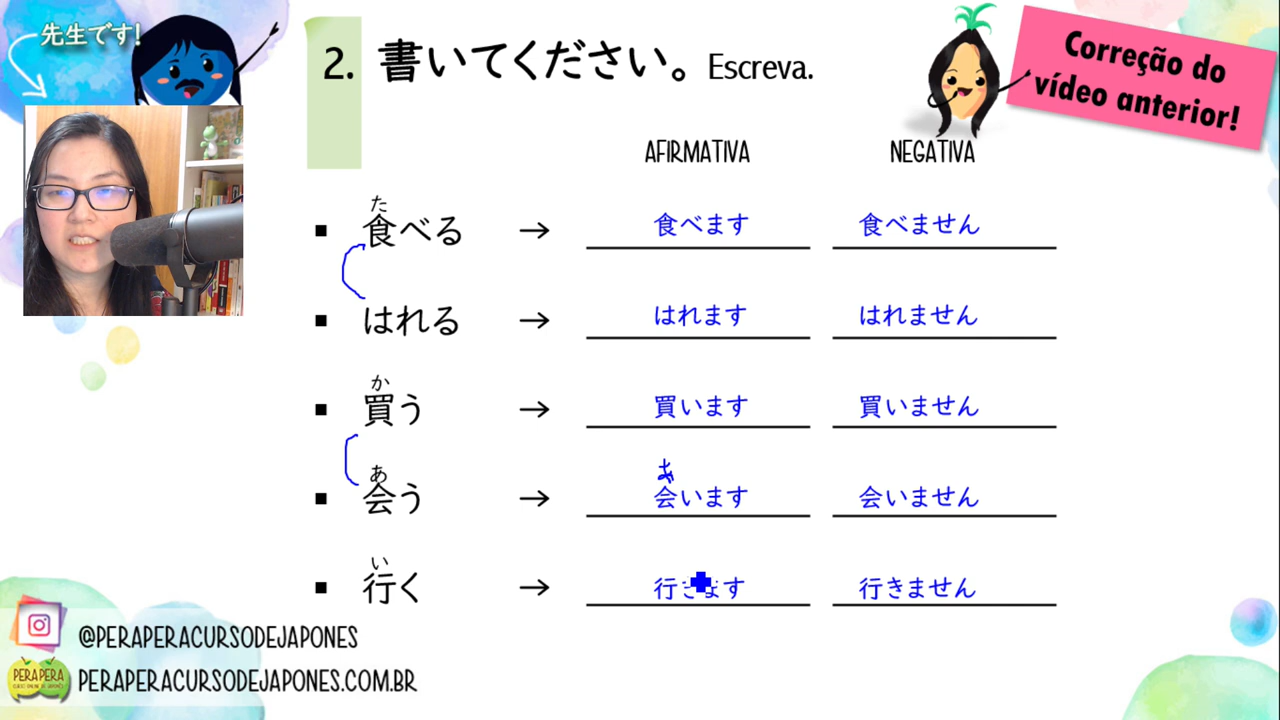 先生です!
2. 書いてください。 Escreva.
Correção do
vídeo anterior!
AFIRMATIVA NEGATIVA
た
食べる → 食べます 食べません
はれる → はれます はれません
か
買う → 買います 買いません
あ あ
会う → 会います 会いません
い
行く → 行きます 行きません
@PERAPERACURSODEJAPONES
PERAPERA
PERAPERACURSODEJAPONES.COM.BR